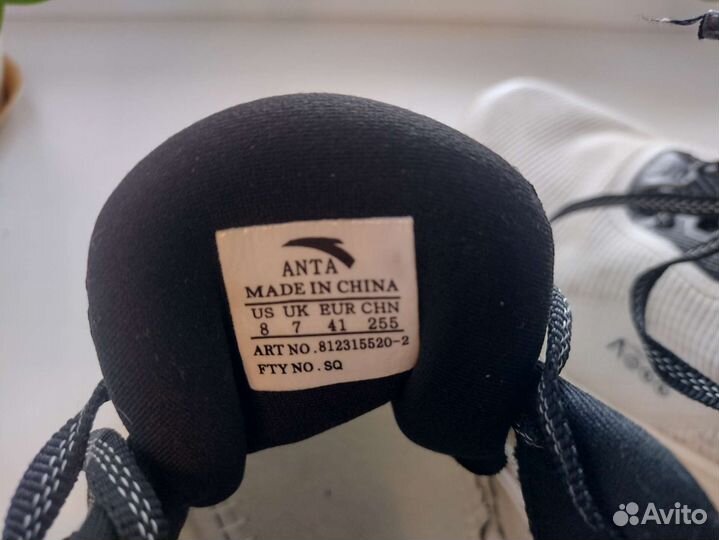 ANTA
MADE IN CHINA
US UK EUR CHN
8 7 41 255
ART NO.812315520-2
FTY NO. SQ
Avito